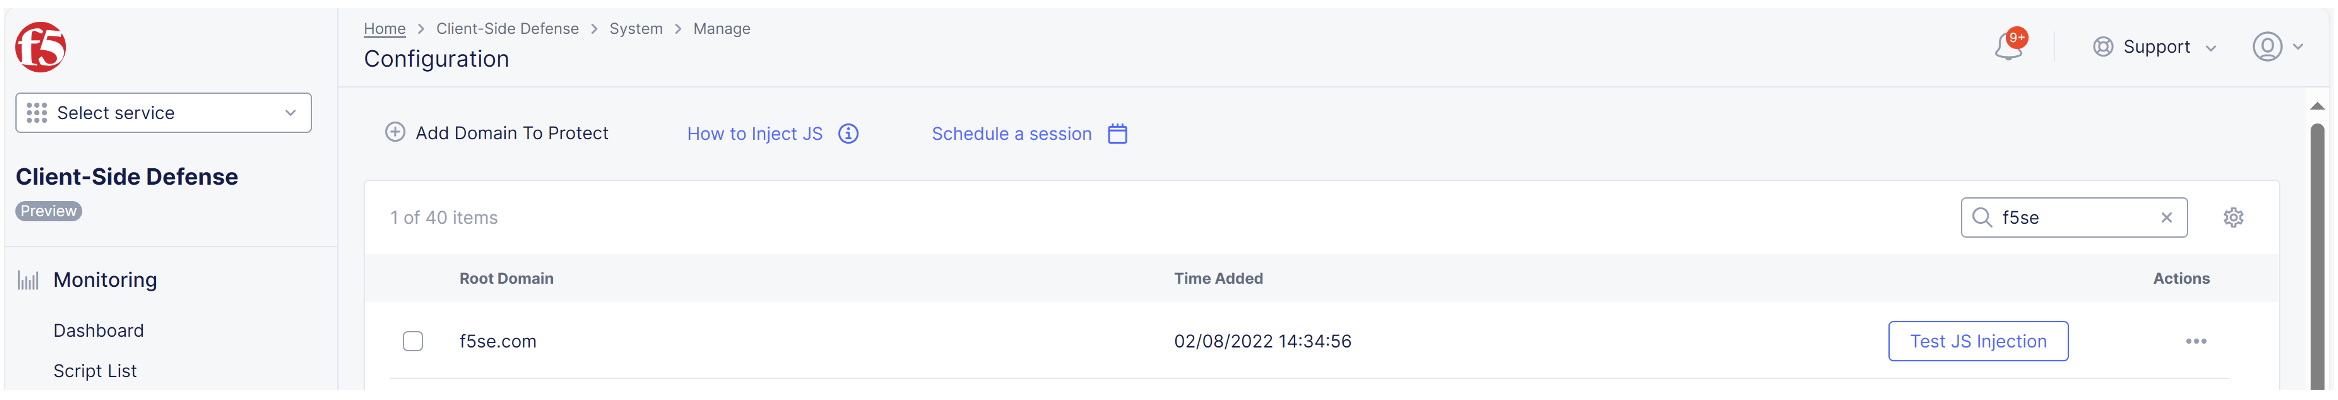 f5
Home > Client-Side Defense > System > Manage
Configuration
9+
Support
Select service
Client-Side Defense
Preview
Monitoring
Dashboard
Script List
Add Domain To Protect
How to Inject JS
Schedule a session
1 of 40 items
f5se
Root Domain
Time Added
Actions
f5se.com
02/08/2022 14:34:56
Test JS Injection